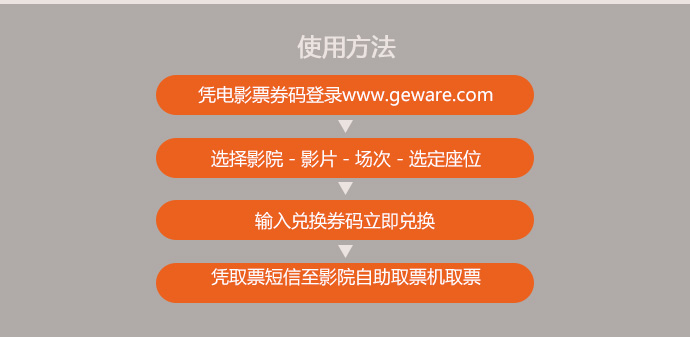 使用方法
凭电影票券码登录www.geware.com
选择影院 - 影片 - 场次 - 选定座位
输入兑换券码立即兑换
凭取票短信至影院自助取票机取票